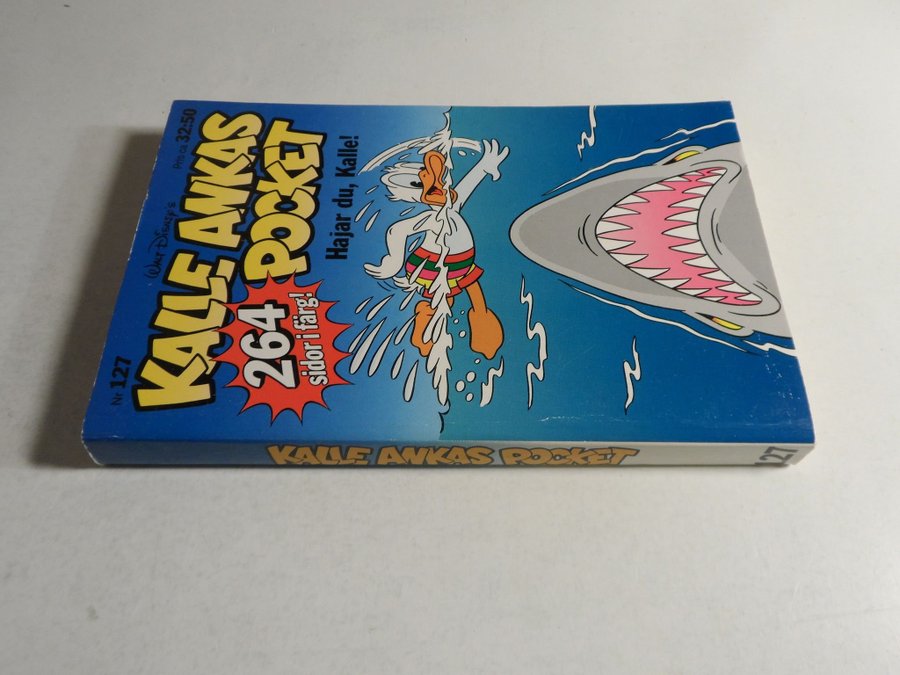 Nr 127
WALT DISNEY'S
Pris ca 32:50
KALLE ANKAS
POCKET
264
sidor i färg!
Hajar du, Kalle!
KALLE ANKAS POCKET
127